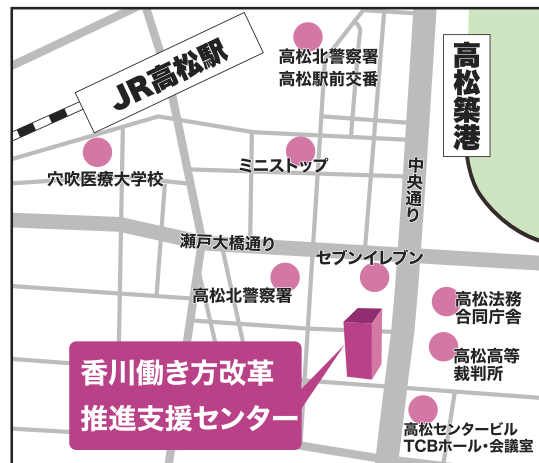 JR高松駅
高松北警察署
高松駅前交番
高松築港
穴吹医療大学校
ミニストップ
中央通り
瀬戸大橋通り
セブンイレブン
高松北警察署
高松法務
合同庁舎
高松高等
裁判所
香川働き方改革
推進支援センター
高松センタービル
TCBホール・会議室